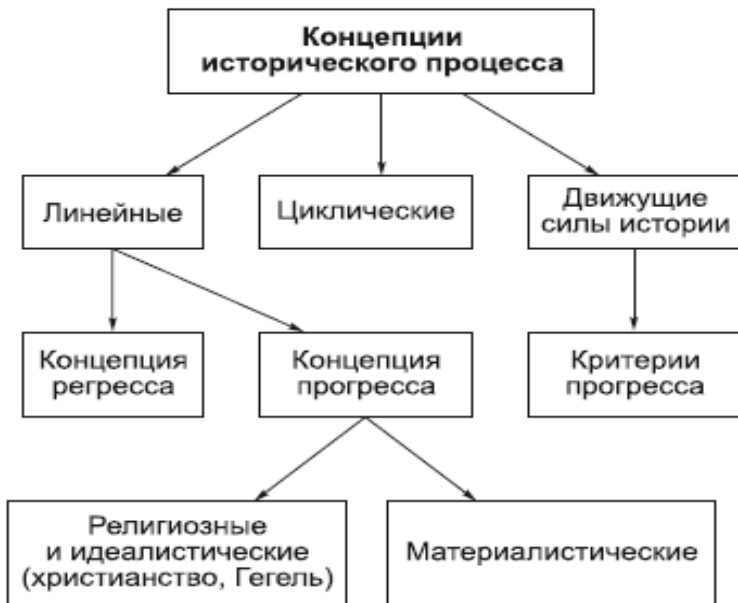 Концепции
исторического процесса
Линейные
Циклические
Движущие
силы истории
Концепция
регресса
Концепция
прогресса
Критерии
прогресса
Религиозные
и идеалистические
(христианство, Гегель)
Материалистические